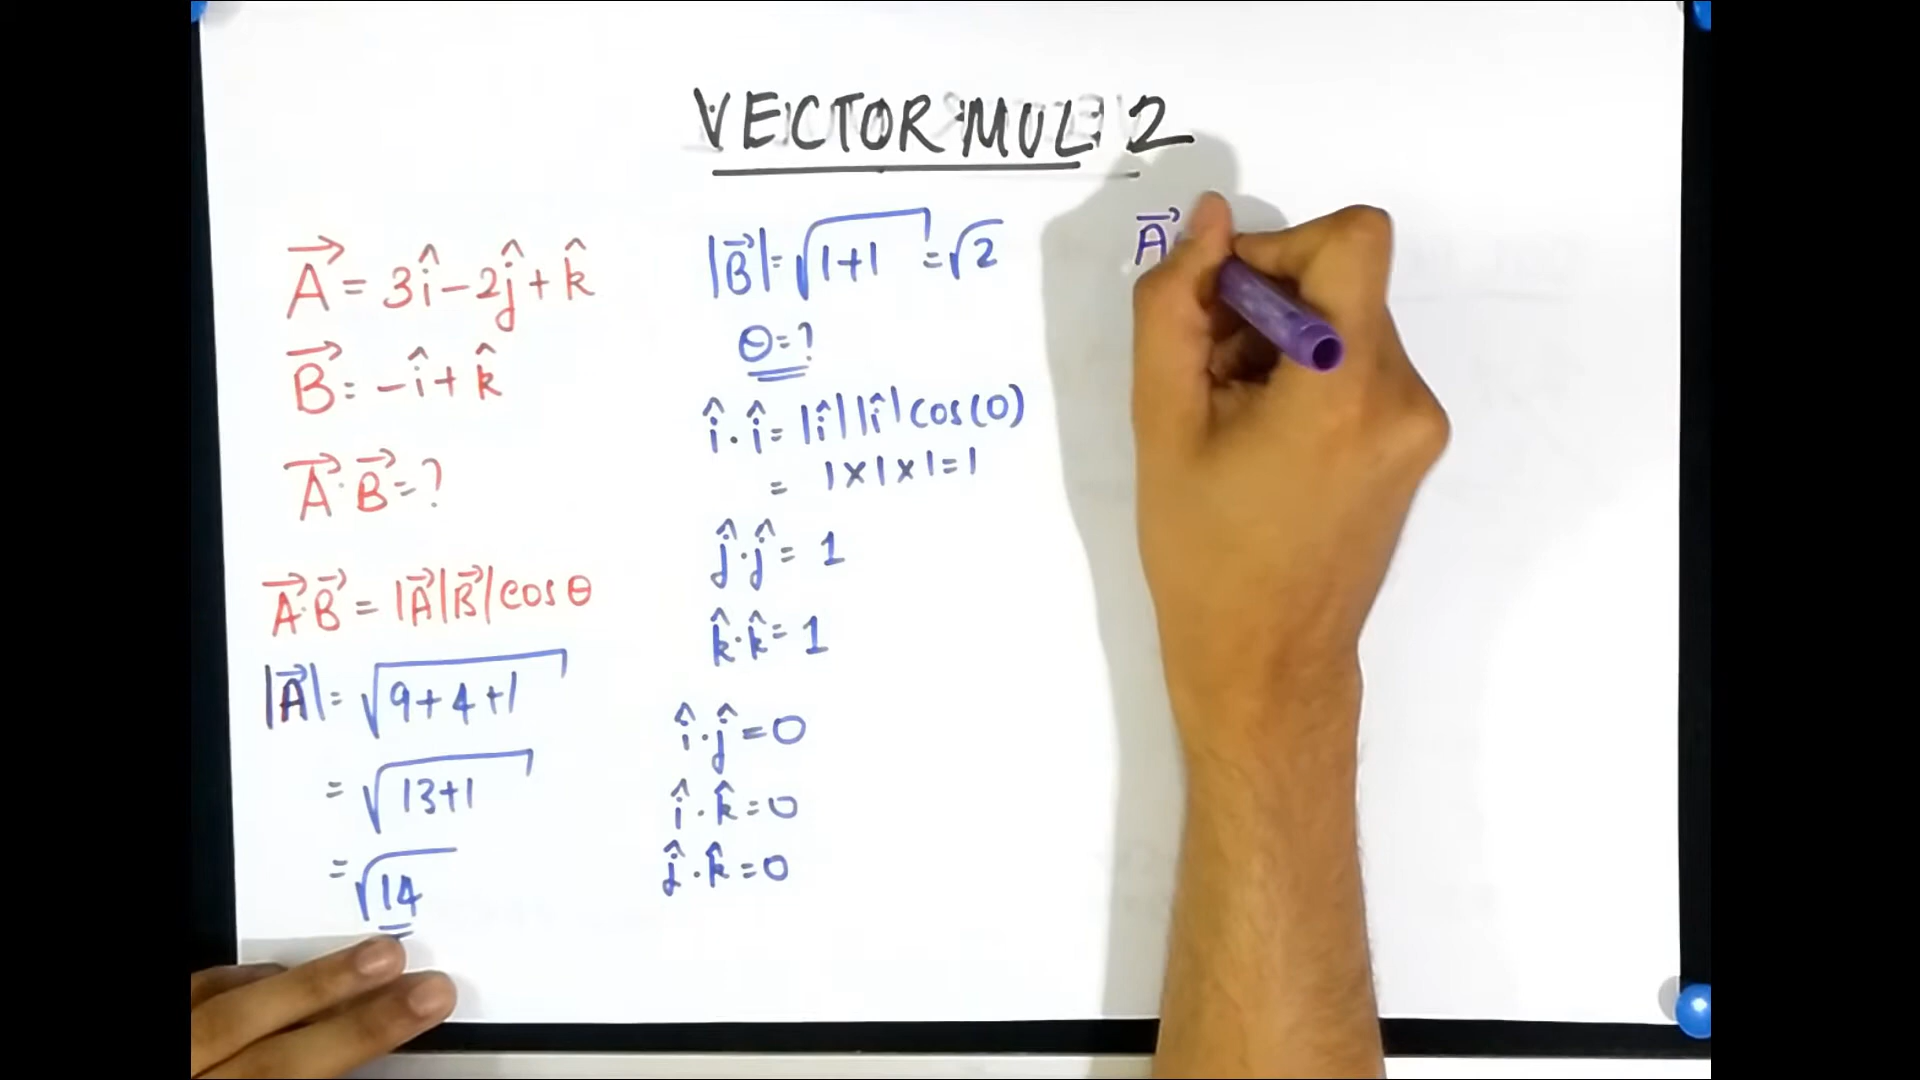 VECTOR MUL: 2
A⃗ = 3î - 2ĵ + k̂
B⃗ = -î + k̂
A⃗ · B⃗ = ?
A⃗ · B⃗ = |A⃗||B⃗| cos θ
|A⃗| = √(9+4+1)
= √(13+1)
= √14
|B⃗| = √(1+1) = √2
θ = ?
î · î = |î||î| cos(0)
= 1×1×1=1
ĵ · ĵ = 1
k̂ · k̂ = 1
î · ĵ = 0
î · k̂ = 0
ĵ · k̂ = 0
A⃗